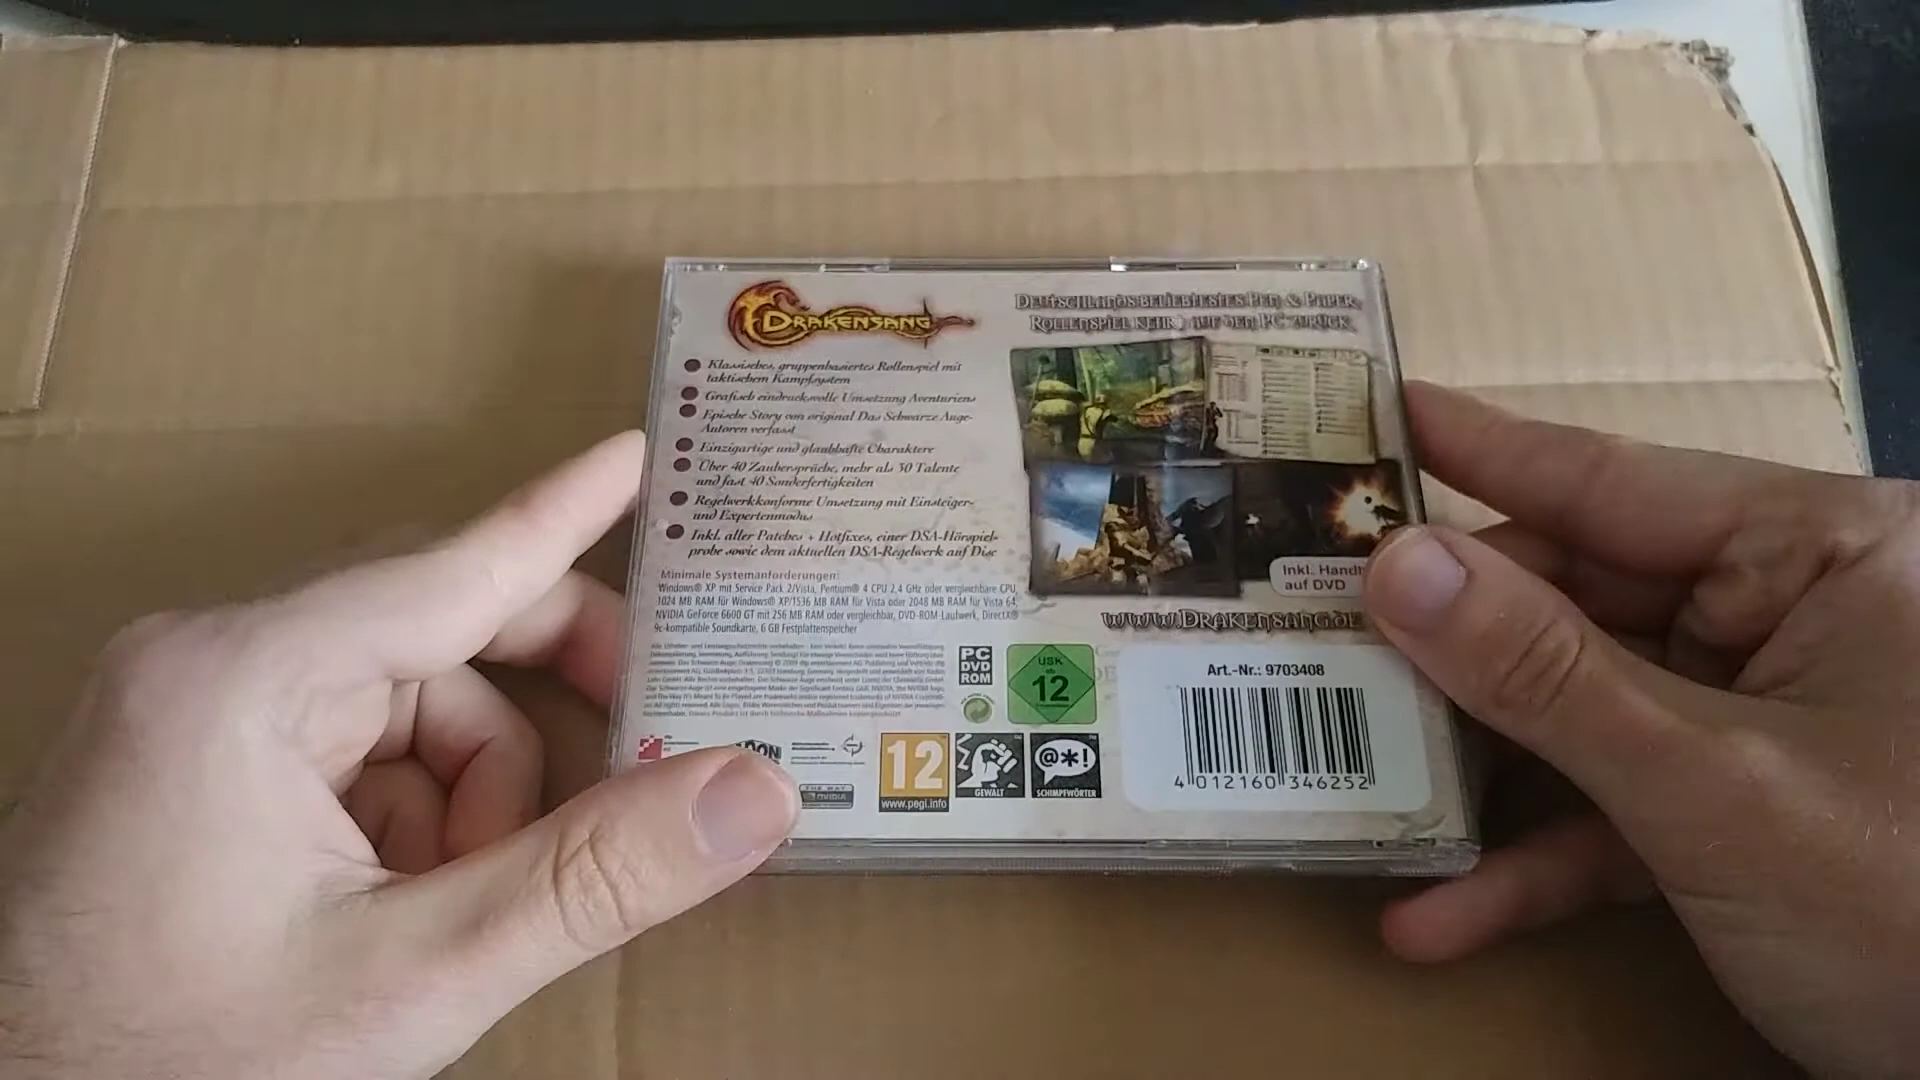 DRAKENSANG
Klassisches, gruppenbasiertes Rollenspiel mit
taktischem Kampfsystem
Grafisch eindrucksvolle Umsetzung Aventuriens
Epische Story von original Das Schwarze Auge-
Autoren verfasst
Einzigartige und glaubhafte Charaktere
Über 40 Zaubersprüche, mehr als 30 Talente
und fast 40 Sonderfertigkeiten
Regelwerkkonforme Umsetzung mit Einsteiger-
und Expertenmodus
Inkl. aller Patches + Hotfixes, einer DSA-Hörspiel-
probe sowie dem aktuellen DSA-Regelwerk auf Disc
Minimale Systemanforderungen:
Windows® XP mit Service Pack 2/Vista, Pentium® 4 CPU 2,4 GHz oder vergleichbare CPU,
1024 MB RAM für Windows® XP/1536 MB RAM für Vista oder 2048 MB RAM für Vista 64,
NVIDIA GeForce 6600 GT mit 256 MB RAM oder vergleichbar, DVD-ROM-Laufwerk, DirectX®
9c-kompatible Soundkarte, 6 GB Festplattenspeicher
DEUTSCHLANDS BELIEBTESTES PEN & PAPER
ROLLENSPIEL KEHRT AUF DEN PC ZURÜCK
Inkl. Handb
auf DVD
WWW.DRAKENSANG.DE
PC
DVD
ROM
USK
ab
12
THE WAY
NVIDIA
12
www.pegi.info
GEWALT
@*!
SCHIMPFWÖRTER
Art.-Nr.: 9703408
4 012160 346252